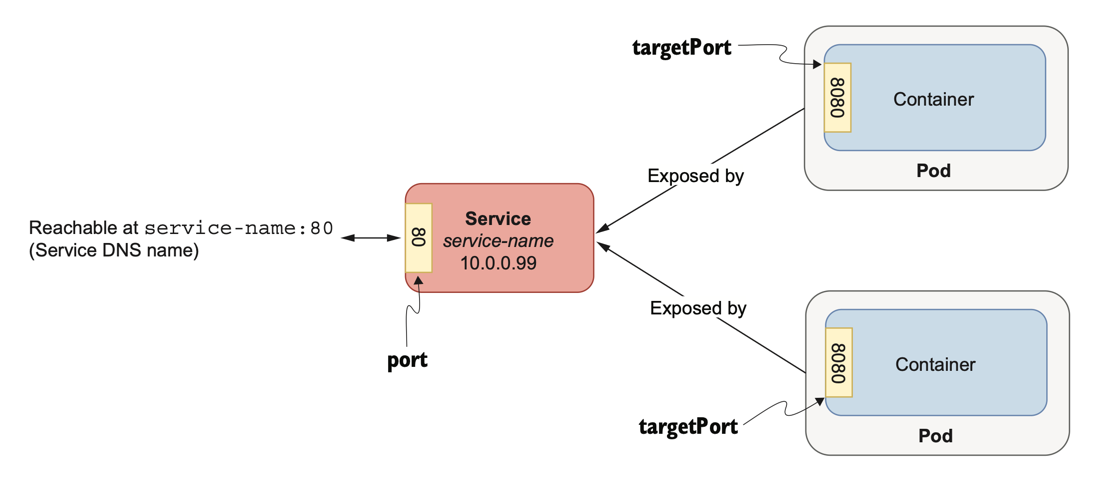 targetPort
8080
Container
Pod
Exposed by
Reachable at service-name:80
(Service DNS name)
80
Service
service-name
10.0.0.99
port
Exposed by
8080
Container
targetPort
Pod